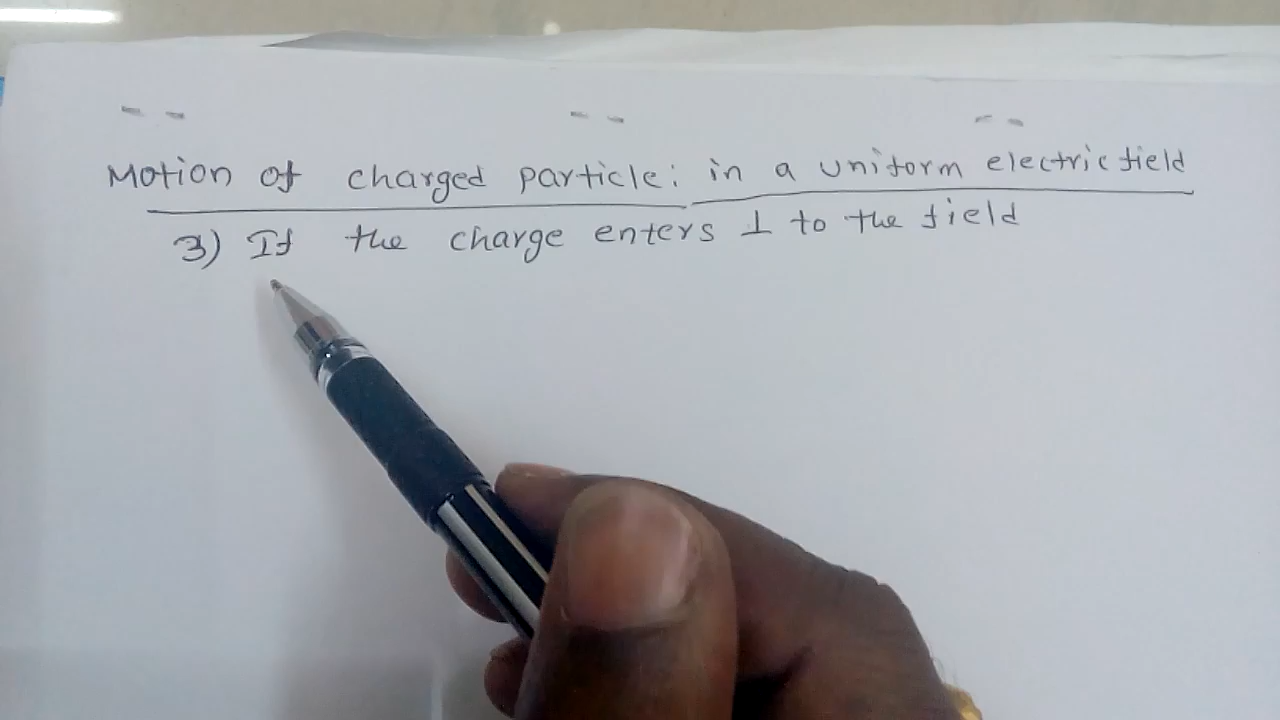 Motion of charged particle: in a uniform electric field
3) If the charge enters ⊥ to the field